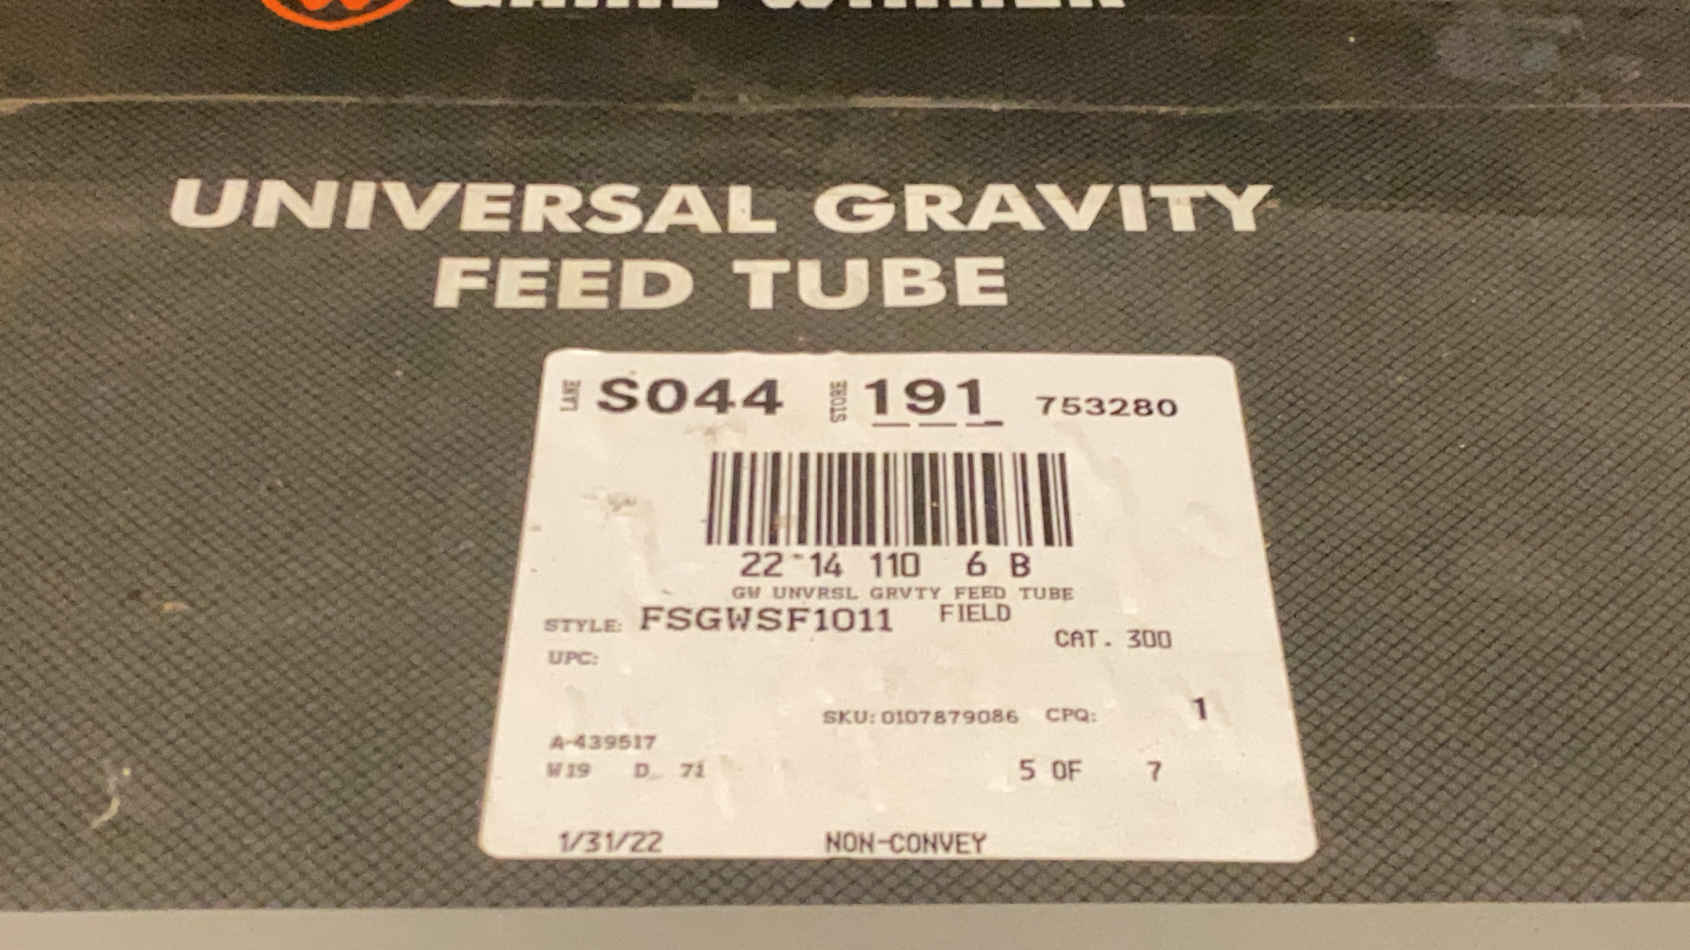 GAME WINNER
UNIVERSAL GRAVITY
FEED TUBE
LANE S044 STORE 191 753280
22 14 110 6 B
GW UNVRSL GRVTY FEED TUBE
STYLE: FSGWSF1011 FIELD
CAT. 300
UPC:
SKU: 0107879086 CPQ: 1
A-439517
W19 D 71 5 OF 7
1/31/22 NON-CONVEY